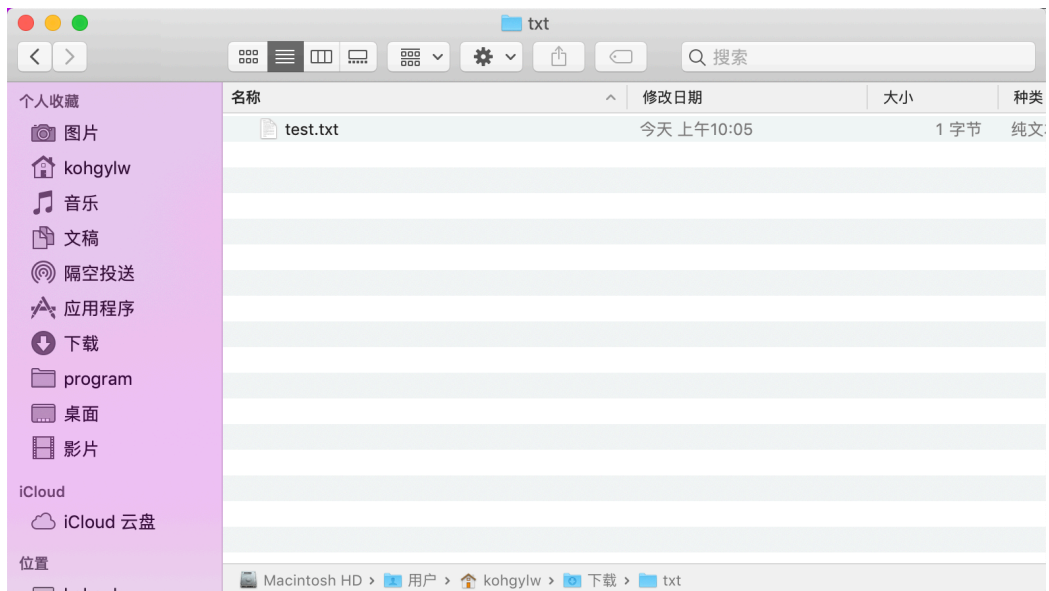 txt
搜索
个人收藏
图片
kohgylw
音乐
文稿
隔空投送
应用程序
下载
program
桌面
影片
iCloud
iCloud 云盘
位置
名称 修改日期 大小 种类
test.txt 今天 上午10:05 1 字节 纯文
Macintosh HD › 用户 › kohgylw › 下载 › txt